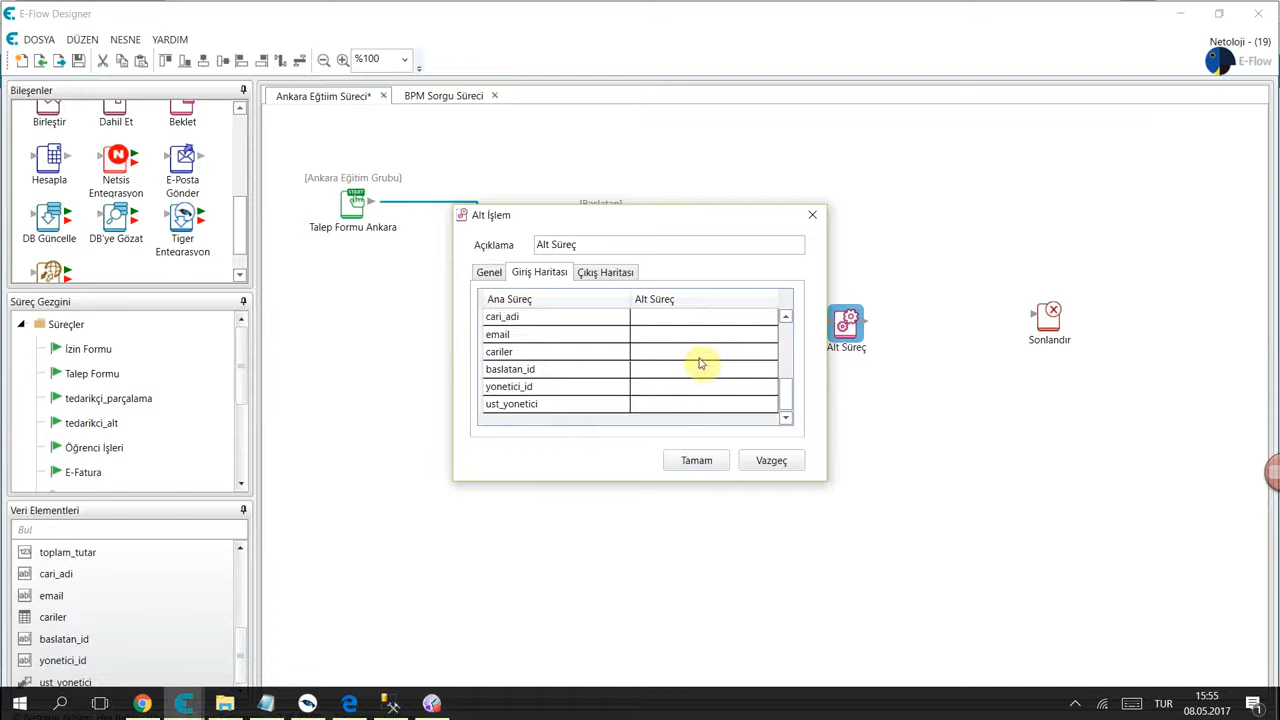 E-Flow Designer
DOSYA DÜZEN NESNE YARDIM
Netoloji - (19)
%100
E-Flow
Bileşenler
Ankara Eğtiim Süreci*
BPM Sorgu Süreci
Birleştir
Dahil Et
Beklet
Hesapla
Netsis
Entegrasyon
E-Posta
Gönder
DB Güncelle
DB'ye Gözat
Tiger
Entegrasyon
[Ankara Eğitim Grubu]
START
Talep Formu Ankara
[Başlatan]
Alt İşlem
Açıklama
Alt Süreç
Genel
Giriş Haritası
Çıkış Haritası
Ana Süreç
Alt Süreç
cari_adi
email
cariler
baslatan_id
yonetici_id
ust_yonetici
Tamam
Vazgeç
Alt Süreç
Sonlandır
Süreç Gezgini
Süreçler
İzin Formu
Talep Formu
tedarikçi_parçalama
tedarikci_alt
Öğrenci İşleri
E-Fatura
Veri Elementleri
Bul
toplam_tutar
cari_adi
email
cariler
baslatan_id
yonetici_id
ust_yonetici
TUR
15:55
08.05.2017